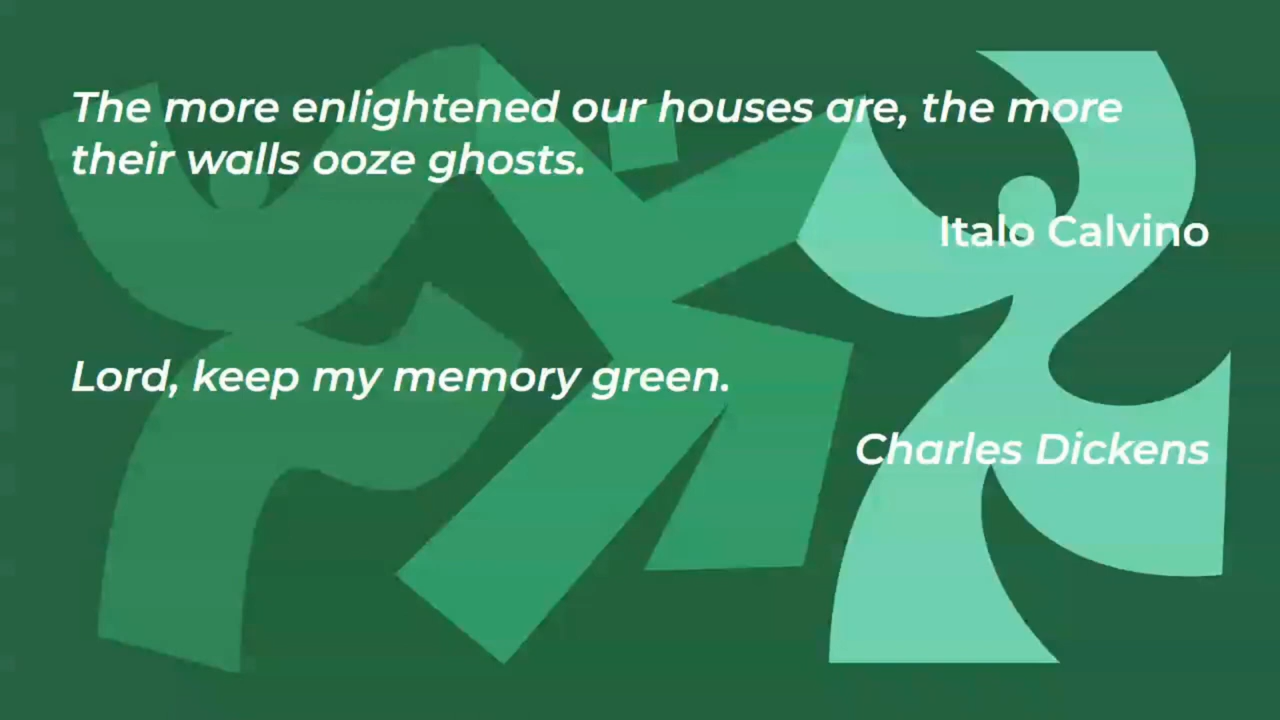 The more enlightened our houses are, the more
their walls ooze ghosts.
Italo Calvino
Lord, keep my memory green.
Charles Dickens